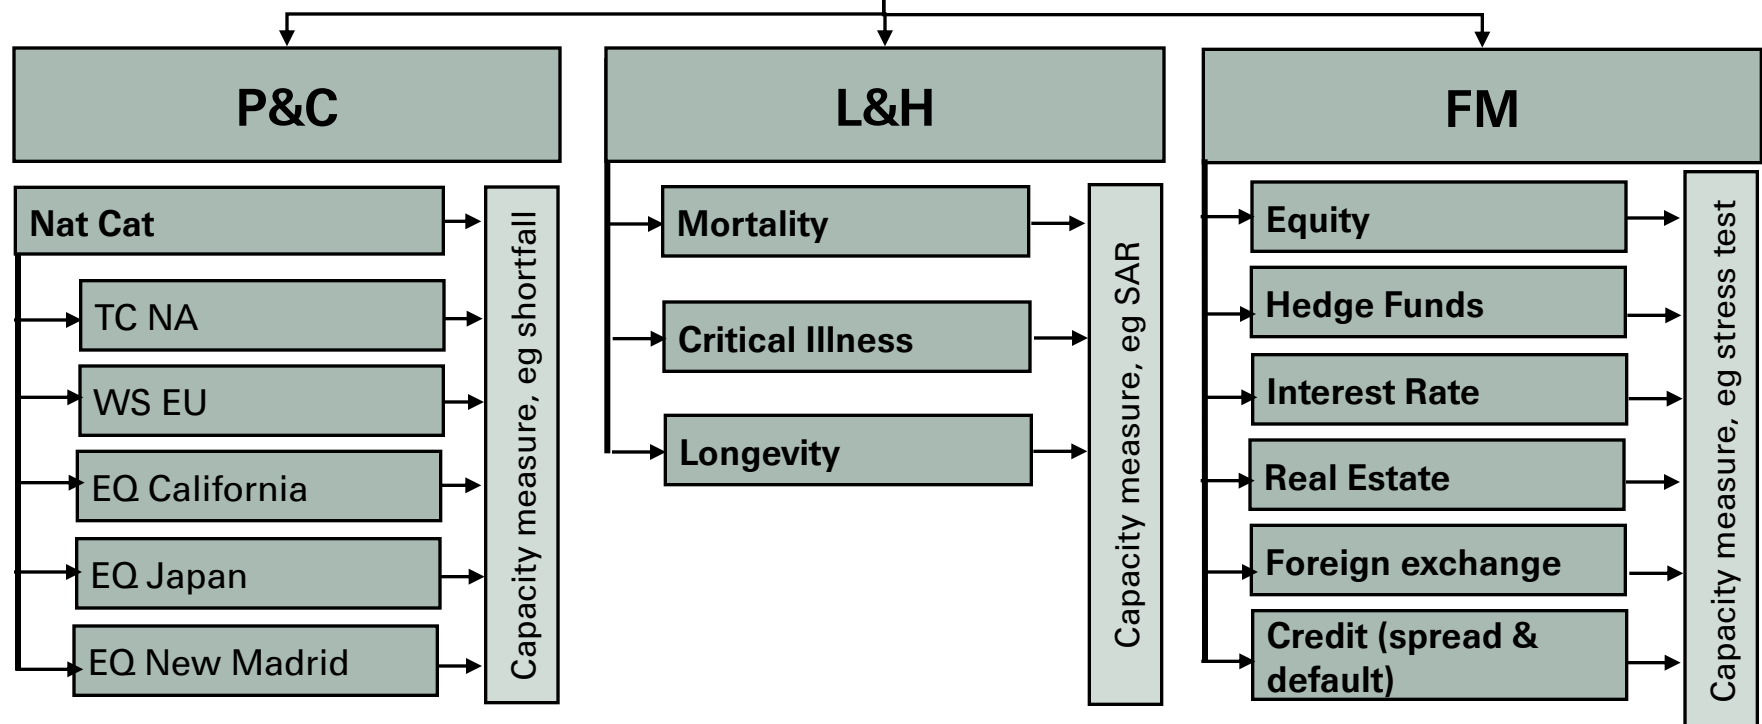 P&C
Nat Cat
TC NA
WS EU
EQ California
EQ Japan
EQ New Madrid
Capacity measure, eg shortfall
L&H
Mortality
Critical Illness
Longevity
Capacity measure, eg SAR
FM
Equity
Hedge Funds
Interest Rate
Real Estate
Foreign exchange
Credit (spread &
default)
Capacity measure, eg stress test